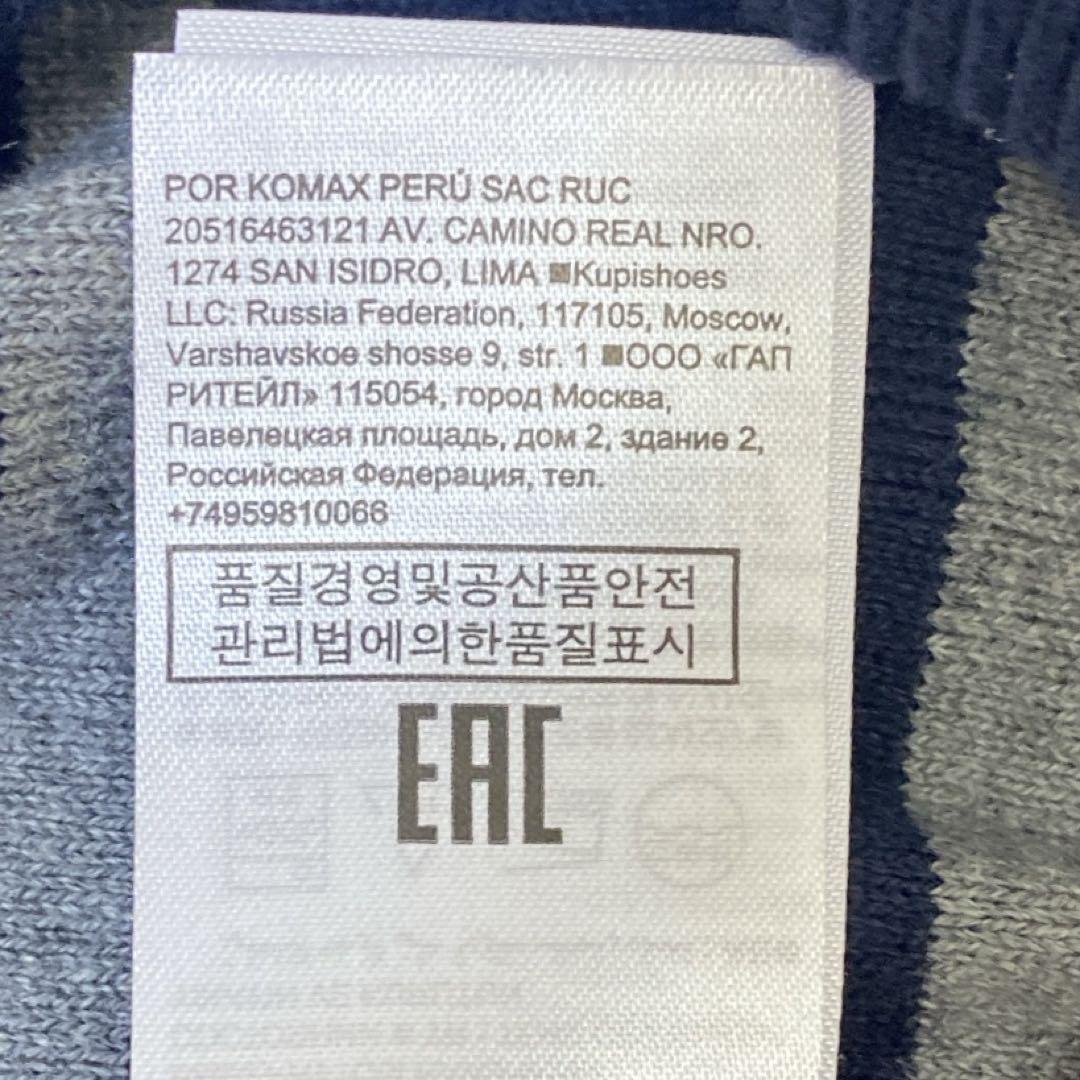 POR KOMAX PERÚ SAC RUC
20516463121 AV. CAMINO REAL NRO.
1274 SAN ISIDRO, LIMA ■Kupishoes
LLC: Russia Federation, 117105, Moscow,
Varshavskoe shosse 9, str. 1 ■ООО «ГАП
РИТЕЙЛ» 115054, город Москва,
Павелецкая площадь, дом 2, здание 2,
Российская Федерация, тел.
+74959810066
품질경영및공산품안전
관리법에의한품질표시
EAC